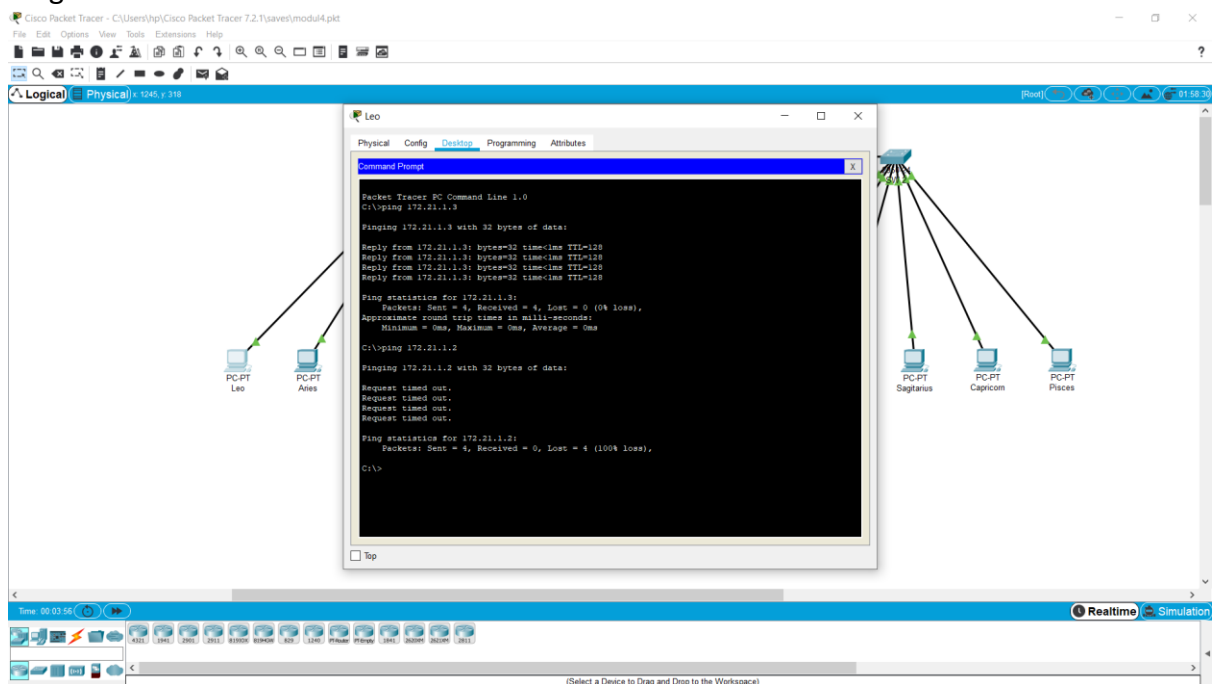 Cisco Packet Tracer - C:\Users\hp\Cisco Packet Tracer 7.2.1\saves\modul4.pkt
File Edit Options View Tools Extensions Help
?
Logical Physical x: 1245, y: 318 [Root] 01:58:30
Leo
Physical Config Desktop Programming Attributes
Command Prompt X
Packet Tracer PC Command Line 1.0
C:\>ping 172.21.1.3
Pinging 172.21.1.3 with 32 bytes of data:
Reply from 172.21.1.3: bytes=32 time<1ms TTL=128
Reply from 172.21.1.3: bytes=32 time<1ms TTL=128
Reply from 172.21.1.3: bytes=32 time<1ms TTL=128
Reply from 172.21.1.3: bytes=32 time<1ms TTL=128
Ping statistics for 172.21.1.3:
Packets: Sent = 4, Received = 4, Lost = 0 (0% loss),
Approximate round trip times in milli-seconds:
Minimum = 0ms, Maximum = 0ms, Average = 0ms
C:\>ping 172.21.1.2
Pinging 172.21.1.2 with 32 bytes of data:
Request timed out.
Request timed out.
Request timed out.
Request timed out.
Ping statistics for 172.21.1.2:
Packets: Sent = 4, Received = 0, Lost = 4 (100% loss),
C:\>
Top
PC-PT PC-PT PC-PT PC-PT PC-PT
Leo Aries Sagitarius Capricorn Pisces
Time: 00:03:56 Realtime Simulation
4321 1941 2901 2911 819IOX 819HGW 829 1240 PT-Router PT-Empty 1841 2620XM 2621XM 2811
(Select a Device to Drag and Drop to the Workspace)